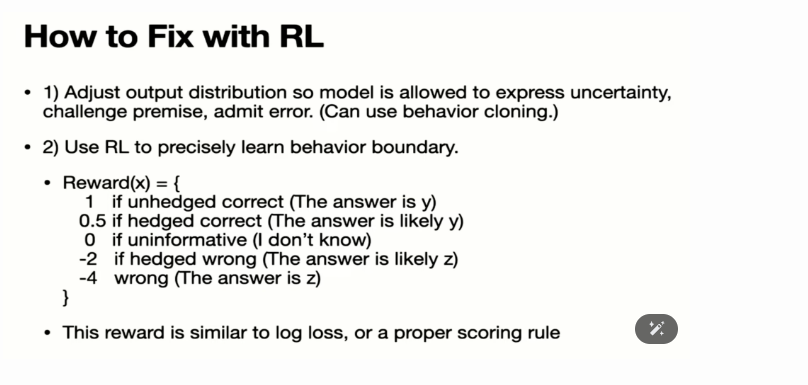 How to Fix with RL
• 1) Adjust output distribution so model is allowed to express uncertainty,
challenge premise, admit error. (Can use behavior cloning.)
• 2) Use RL to precisely learn behavior boundary.
• Reward(x) = {
1 if unhedged correct (The answer is y)
0.5 if hedged correct (The answer is likely y)
0 if uninformative (I don't know)
-2 if hedged wrong (The answer is likely z)
-4 wrong (The answer is z)
}
• This reward is similar to log loss, or a proper scoring rule